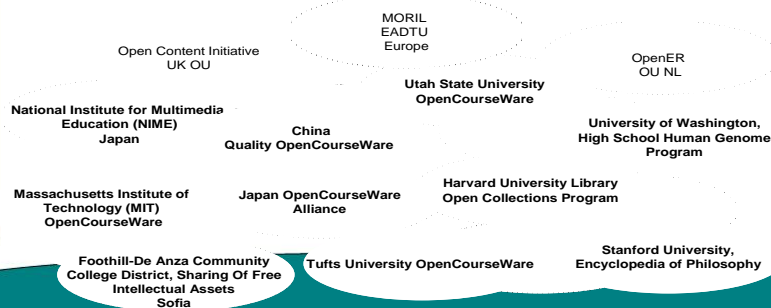 MORIL
EADTU
Europe
Open Content Initiative
UK OU
OpenER
OU NL
Utah State University
OpenCourseWare
National Institute for Multimedia
Education (NIME)
Japan
China
Quality OpenCourseWare
University of Washington,
High School Human Genome
Program
Massachusetts Institute of
Technology (MIT)
OpenCourseWare
Japan OpenCourseWare
Alliance
Harvard University Library
Open Collections Program
Foothill-De Anza Community
College District, Sharing Of Free
Intellectual Assets
Sofia
Tufts University OpenCourseWare
Stanford University,
Encyclopedia of Philosophy